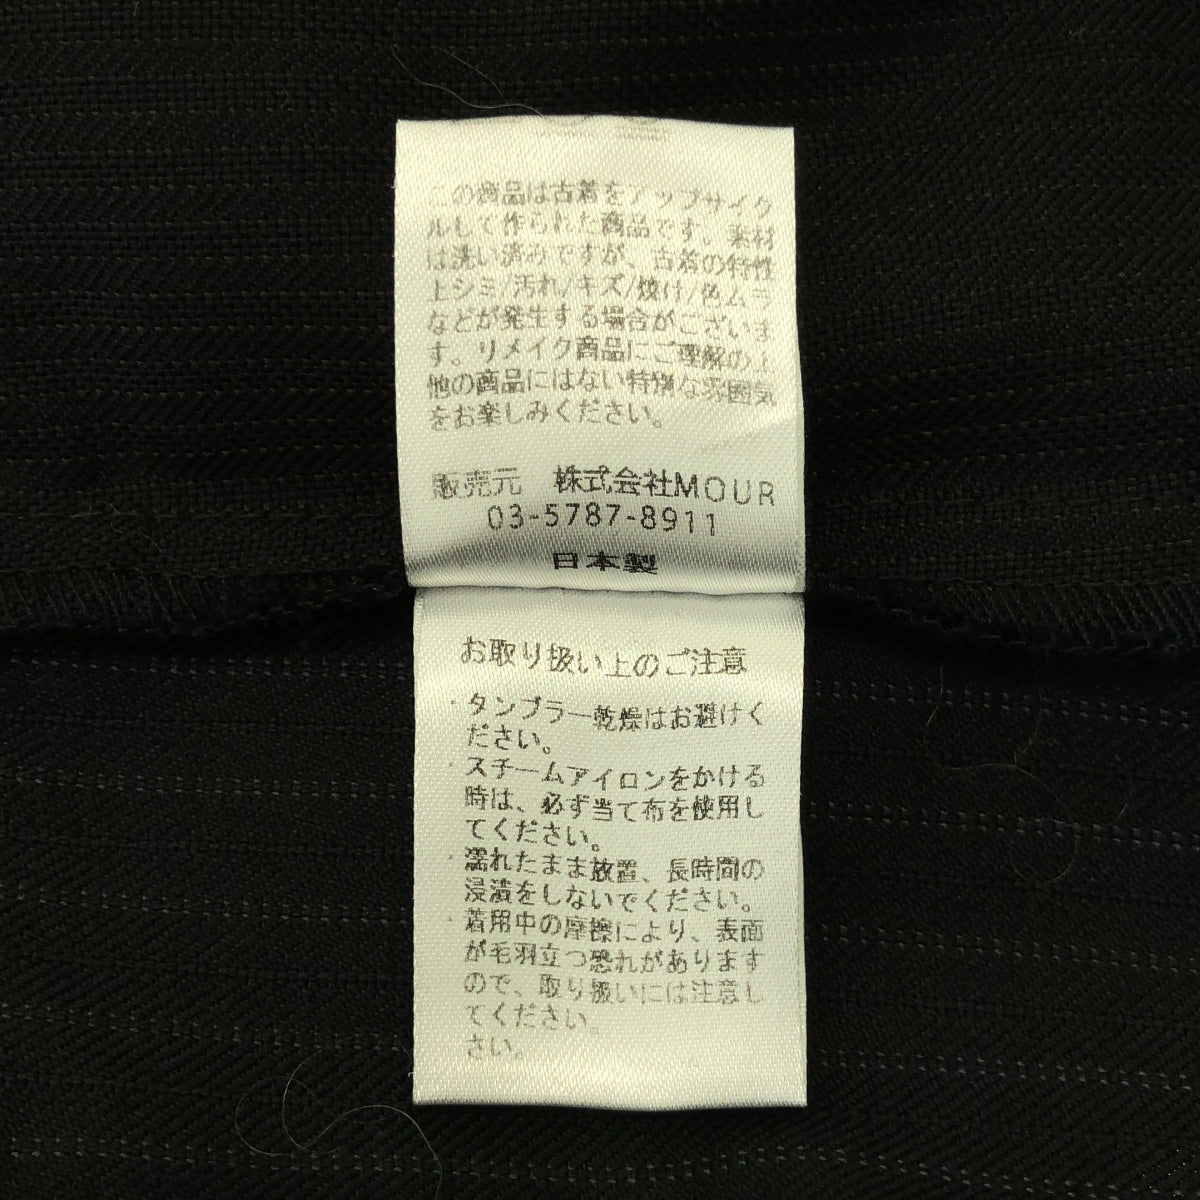 この商品は古着をアップサイク
ルして作られた商品です。素材
は洗い済みですが、古着の特性
上シミ/汚れ/キズ/焼け/色ムラ
などが発生する場合がございま
す。リメイク商品にご理解の上
他の商品にはない特別な雰囲気
をお楽しみください。
販売元 株式会社MOUR
03-5787-8911
日本製
お取り扱い上のご注意
・タンブラー乾燥はお避けく
ださい。
・スチームアイロンをかける
時は、必ず当て布を使用し
てください。
・濡れたまま放置、長時間の
浸漬をしないでください。
・着用中の摩擦により、表面
が毛羽立つ恐れがあります
ので、取り扱いには注意し
てください。
さい。